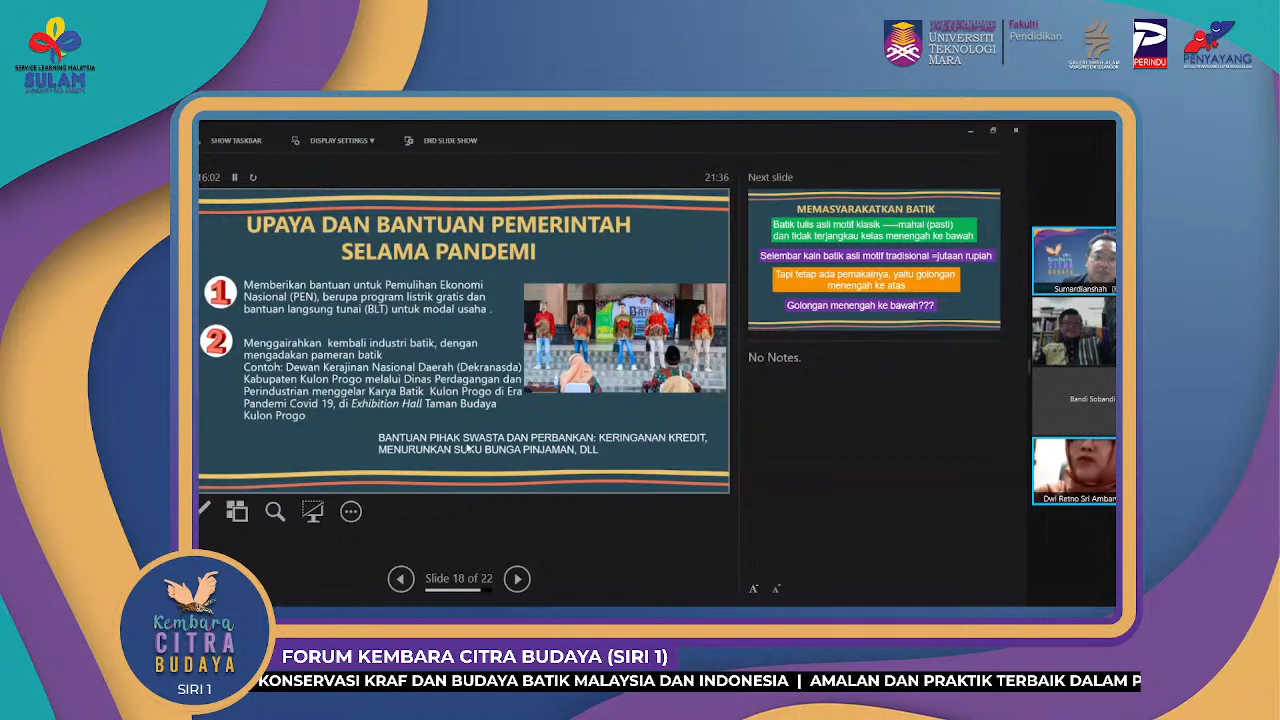 SERVICE LEARNING MALAYSIA
SULAM
UNIVERSITI
TEKNOLOGI
MARA
Fakulti
Pendidikan
PERINDU
PENYAYANG
SHOW TASKBAR
DISPLAY SETTINGS ▾
END SLIDE SHOW
16:02
21:36
Next slide
UPAYA DAN BANTUAN PEMERINTAH
SELAMA PANDEMI
1
Memberikan bantuan untuk Pemulihan Ekonomi
Nasional (PEN), berupa program listrik gratis dan
bantuan langsung tunai (BLT) untuk modal usaha .
2
Menggairahkan kembali industri batik, dengan
mengadakan pameran batik
Contoh: Dewan Kerajinan Nasional Daerah (Dekranasda)
Kabupaten Kulon Progo melalui Dinas Perdagangan dan
Perindustrian menggelar Karya Batik Kulon Progo di Era
Pandemi Covid 19, di Exhibition Hall Taman Budaya
Kulon Progo
BANTUAN PIHAK SWASTA DAN PERBANKAN: KERINGANAN KREDIT,
MENURUNKAN SUKU BUNGA PINJAMAN, DLL
MEMASYARAKATKAN BATIK
Batik tulis asli motif klasik -----mahal (pasti)
dan tidak terjangkau kelas menengah ke bawah
Selembar kain batik asli motif tradisional =jutaan rupiah
Tapi tetap ada pemakainya, yaitu golongan
menengah ke atas
Golongan menengah ke bawah???
No Notes.
Sumardianshah
Bandi Sobandi
Dwi Retno Sri Ambar
Slide 18 of 22
A A
Kembara
CITRA
BUDAYA
SIRI 1
FORUM KEMBARA CITRA BUDAYA (SIRI 1)
KONSERVASI KRAF DAN BUDAYA BATIK MALAYSIA DAN INDONESIA | AMALAN DAN PRAKTIK TERBAIK DALAM P